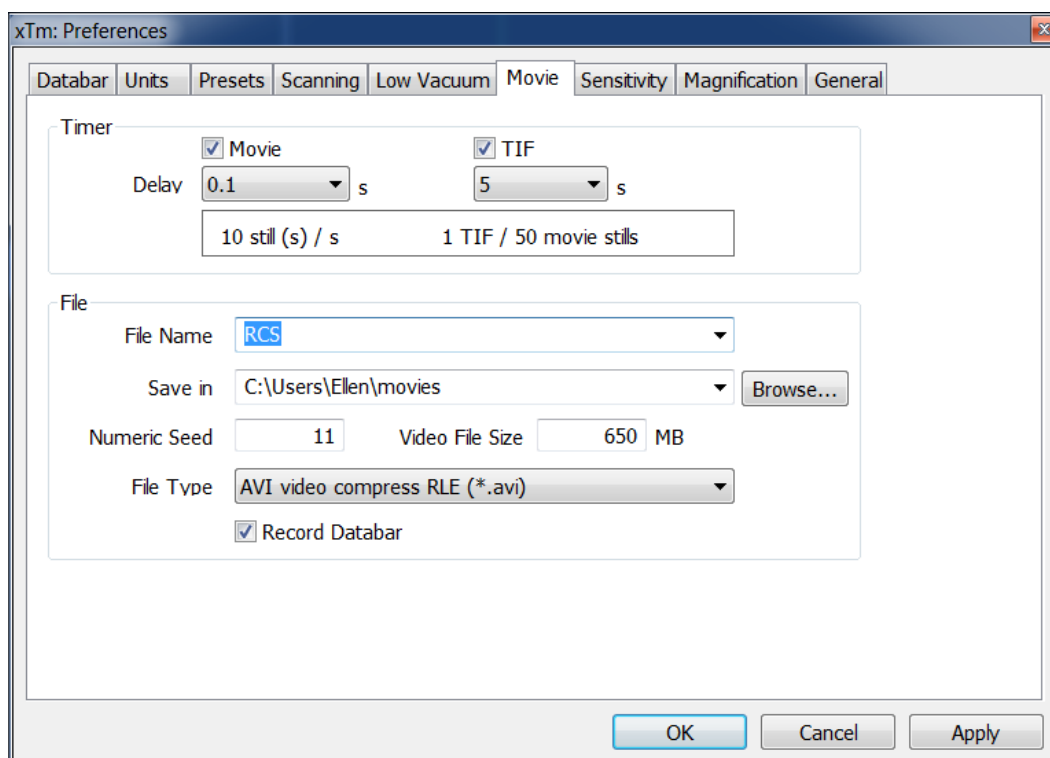 xTm: Preferences
x
Databar Units Presets Scanning Low Vacuum Movie Sensitivity Magnification General
Timer
Movie TIF
Delay 0.1 s 5 s
10 still (s) / s 1 TIF / 50 movie stills
File
File Name RCS
Save in C:\Users\Ellen\movies Browse...
Numeric Seed 11 Video File Size 650 MB
File Type AVI video compress RLE (*.avi)
Record Databar
OK Cancel Apply